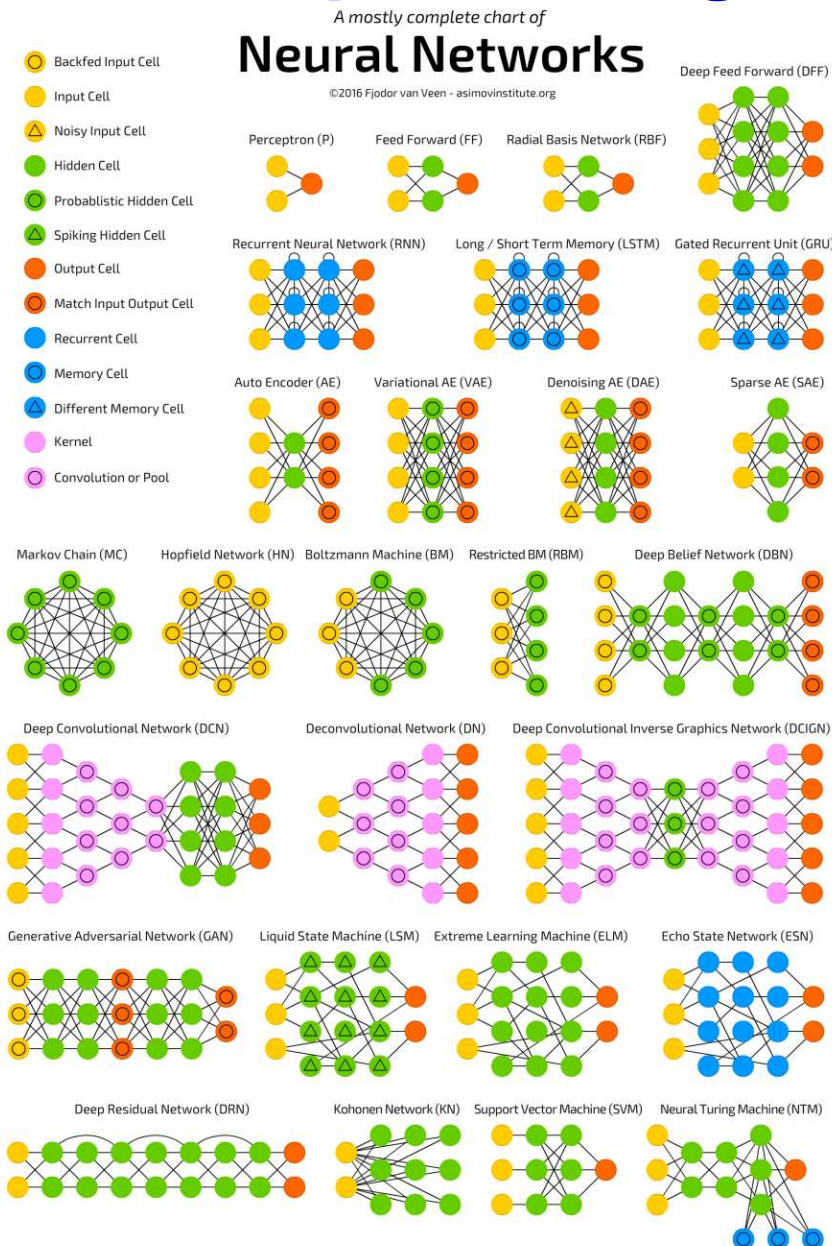 A mostly complete chart of
Neural Networks
©2016 Fjodor van Veen - asimovinstitute.org
Backfed Input Cell
Input Cell
Noisy Input Cell
Hidden Cell
Probablistic Hidden Cell
Spiking Hidden Cell
Output Cell
Match Input Output Cell
Recurrent Cell
Memory Cell
Different Memory Cell
Kernel
Convolution or Pool
Deep Feed Forward (DFF)
Perceptron (P)
Feed Forward (FF)
Radial Basis Network (RBF)
Recurrent Neural Network (RNN)
Long / Short Term Memory (LSTM)
Gated Recurrent Unit (GRU)
Auto Encoder (AE)
Variational AE (VAE)
Denoising AE (DAE)
Sparse AE (SAE)
Markov Chain (MC)
Hopfield Network (HN)
Boltzmann Machine (BM)
Restricted BM (RBM)
Deep Belief Network (DBN)
Deep Convolutional Network (DCN)
Deconvolutional Network (DN)
Deep Convolutional Inverse Graphics Network (DCIGN)
Generative Adversarial Network (GAN)
Liquid State Machine (LSM)
Extreme Learning Machine (ELM)
Echo State Network (ESN)
Deep Residual Network (DRN)
Kohonen Network (KN)
Support Vector Machine (SVM)
Neural Turing Machine (NTM)